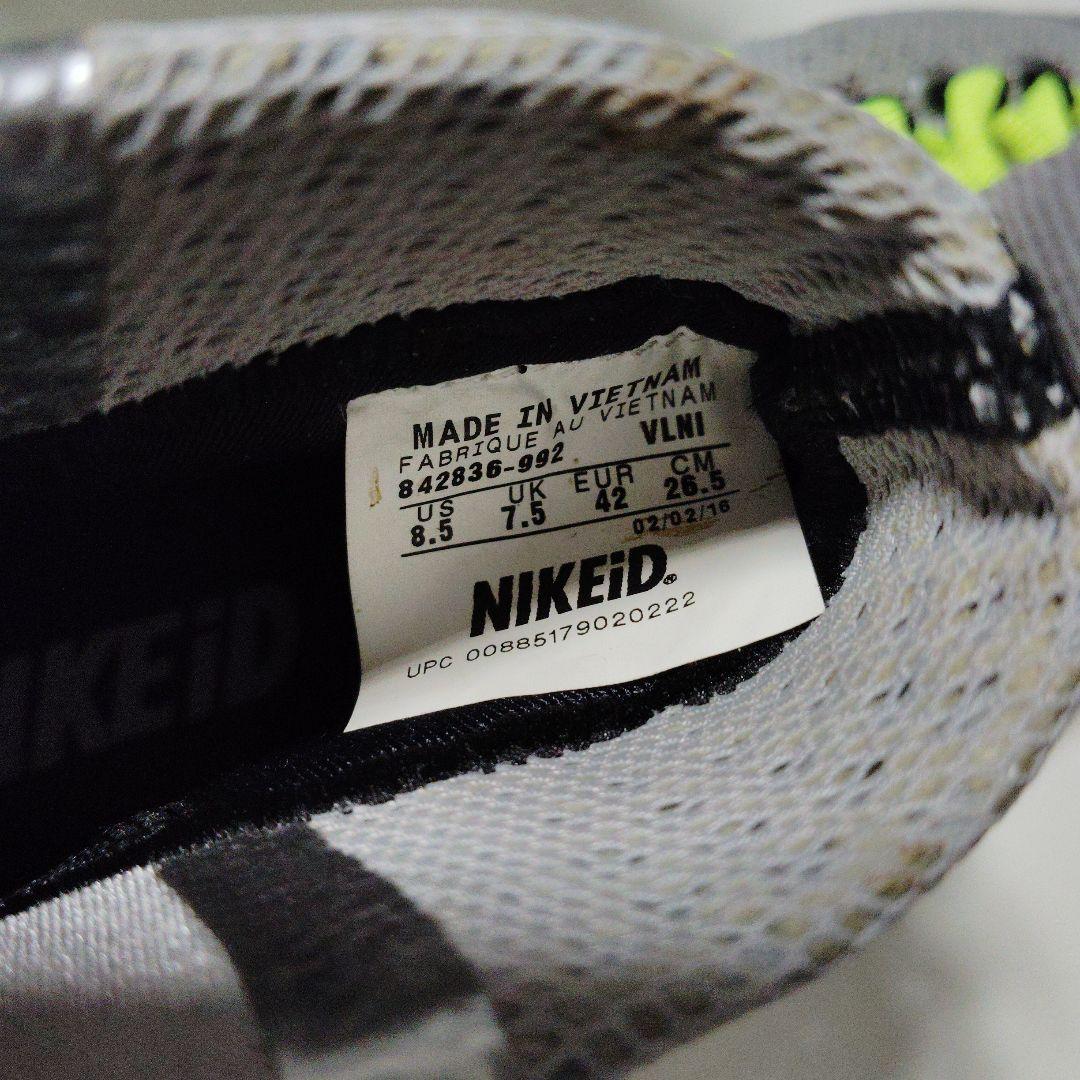 MADE IN VIETNAM
FABRIQUE AU VIETNAM
842836-992 VLNI
US UK EUR CM
8.5 7.5 42 26.5
02/02/16
NIKEiD®
UPC 00885179020222
NIKEiD